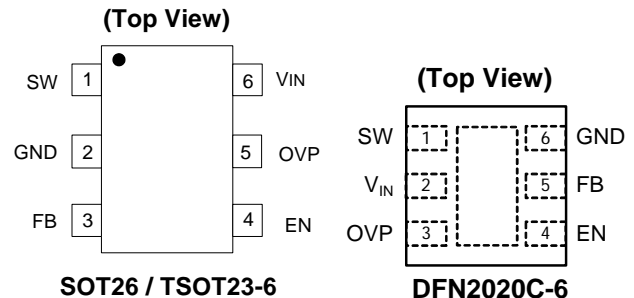 (Top View)
SW 1 6 VIN
GND 2 5 OVP
FB 3 4 EN
SOT26 / TSOT23-6
(Top View)
SW 1 6 GND
VIN 2 5 FB
OVP 3 4 EN
DFN2020C-6